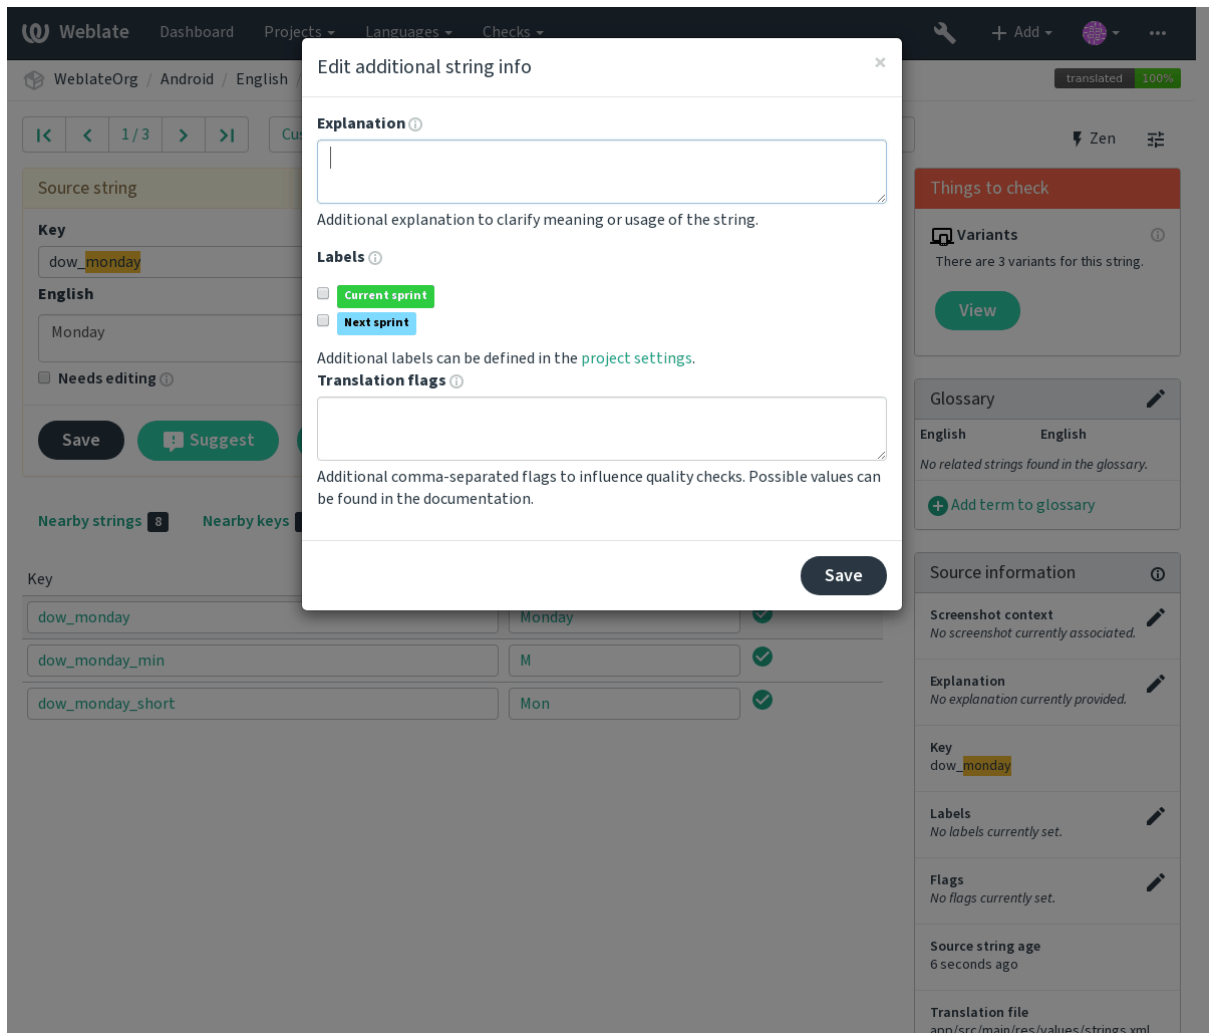 Weblate Dashboard Projects Languages Checks Add
WeblateOrg / Android / English /
translated 100%
1 / 3
Zen
Edit additional string info
×
Explanation
Additional explanation to clarify meaning or usage of the string.
Labels
Current sprint
Next sprint
Additional labels can be defined in the project settings.
Translation flags
Additional comma-separated flags to influence quality checks. Possible values can
be found in the documentation.
Save
Source string
Key
dow_monday
English
Monday
Needs editing
Save
Suggest
Nearby strings 8
Nearby keys
Key
dow_monday Monday
dow_monday_min M
dow_monday_short Mon
Things to check
Variants
There are 3 variants for this string.
View
Glossary
English English
No related strings found in the glossary.
Add term to glossary
Source information
Screenshot context
No screenshot currently associated.
Explanation
No explanation currently provided.
Key
dow_monday
Labels
No labels currently set.
Flags
No flags currently set.
Source string age
6 seconds ago
Translation file
app/src/main/res/values/strings.xml